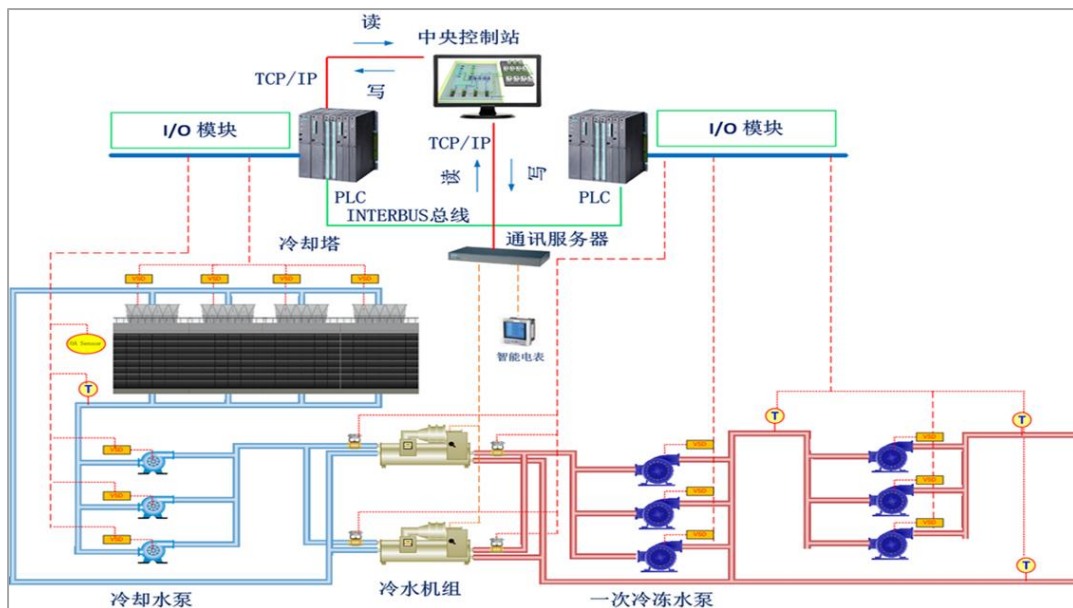 读
中央控制站
TCP/IP
写
I/O 模块
I/O 模块
TCP/IP
读
写
PLC
PLC
INTERBUS总线
通讯服务器
冷却塔
VSD
VSD
VSD
VSD
智能电表
T
T
T
VSD
VSD
VSD
VSD
VSD
VSD
VSD
VSD
VSD
T
冷却水泵
冷水机组
一次冷冻水泵